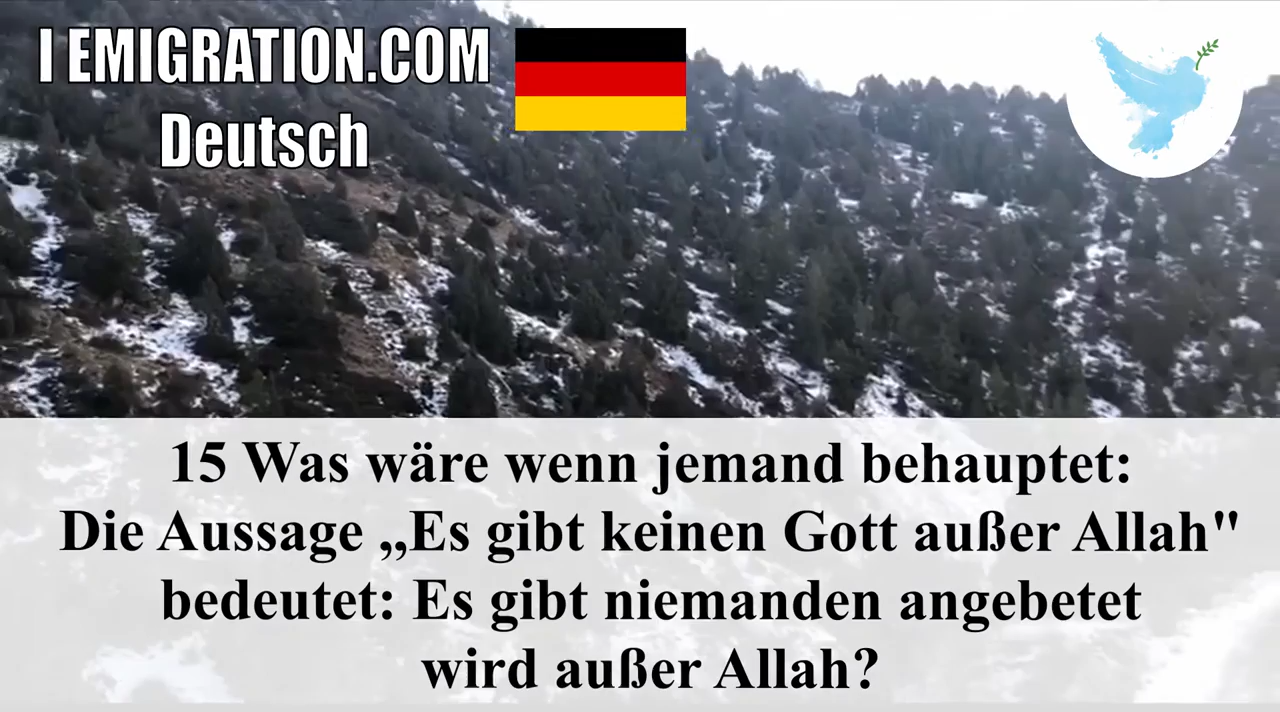 I EMIGRATION.COM
Deutsch
15 Was wäre wenn jemand behauptet:
Die Aussage „Es gibt keinen Gott außer Allah"
bedeutet: Es gibt niemanden angebetet
wird außer Allah?